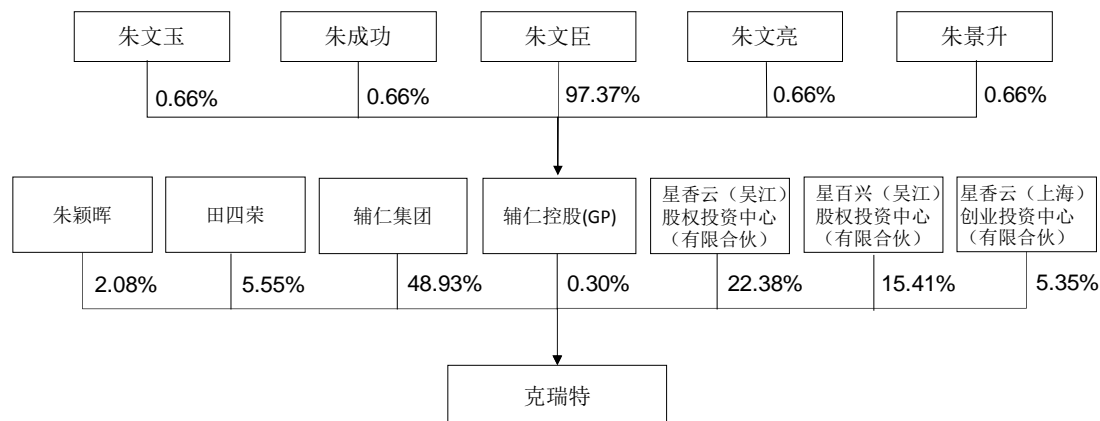 朱文玉
朱成功
朱文臣
朱文亮
朱景升
0.66%
0.66%
97.37%
0.66%
0.66%
朱颖晖
田四荣
辅仁集团
辅仁控股(GP)
星香云（吴江）
股权投资中心
（有限合伙）
星百兴（吴江）
股权投资中心
（有限合伙）
星香云（上海）
创业投资中心
（有限合伙）
2.08%
5.55%
48.93%
0.30%
22.38%
15.41%
5.35%
克瑞特